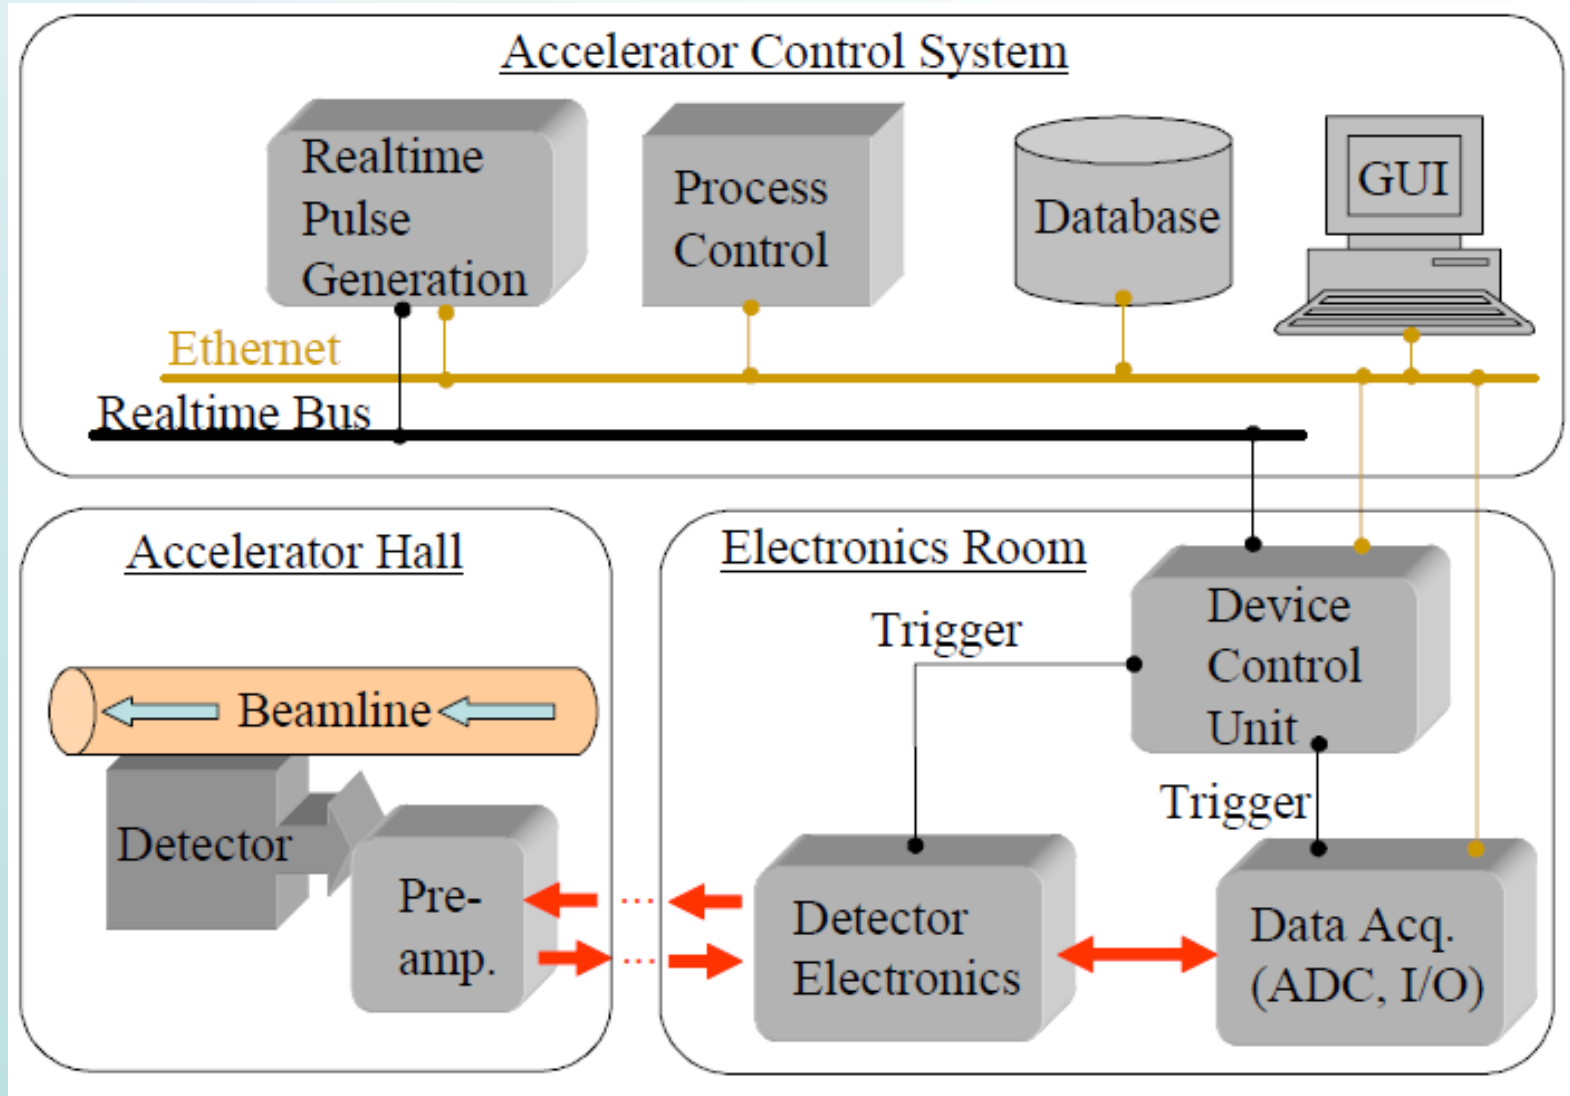 Accelerator Control System
Realtime
Pulse
Generation
Process
Control
Database
GUI
Ethernet
Realtime Bus
Accelerator Hall
Beamline
Detector
Pre-
amp.
Electronics Room
Trigger
Device
Control
Unit
Trigger
Detector
Electronics
Data Acq.
(ADC, I/O)